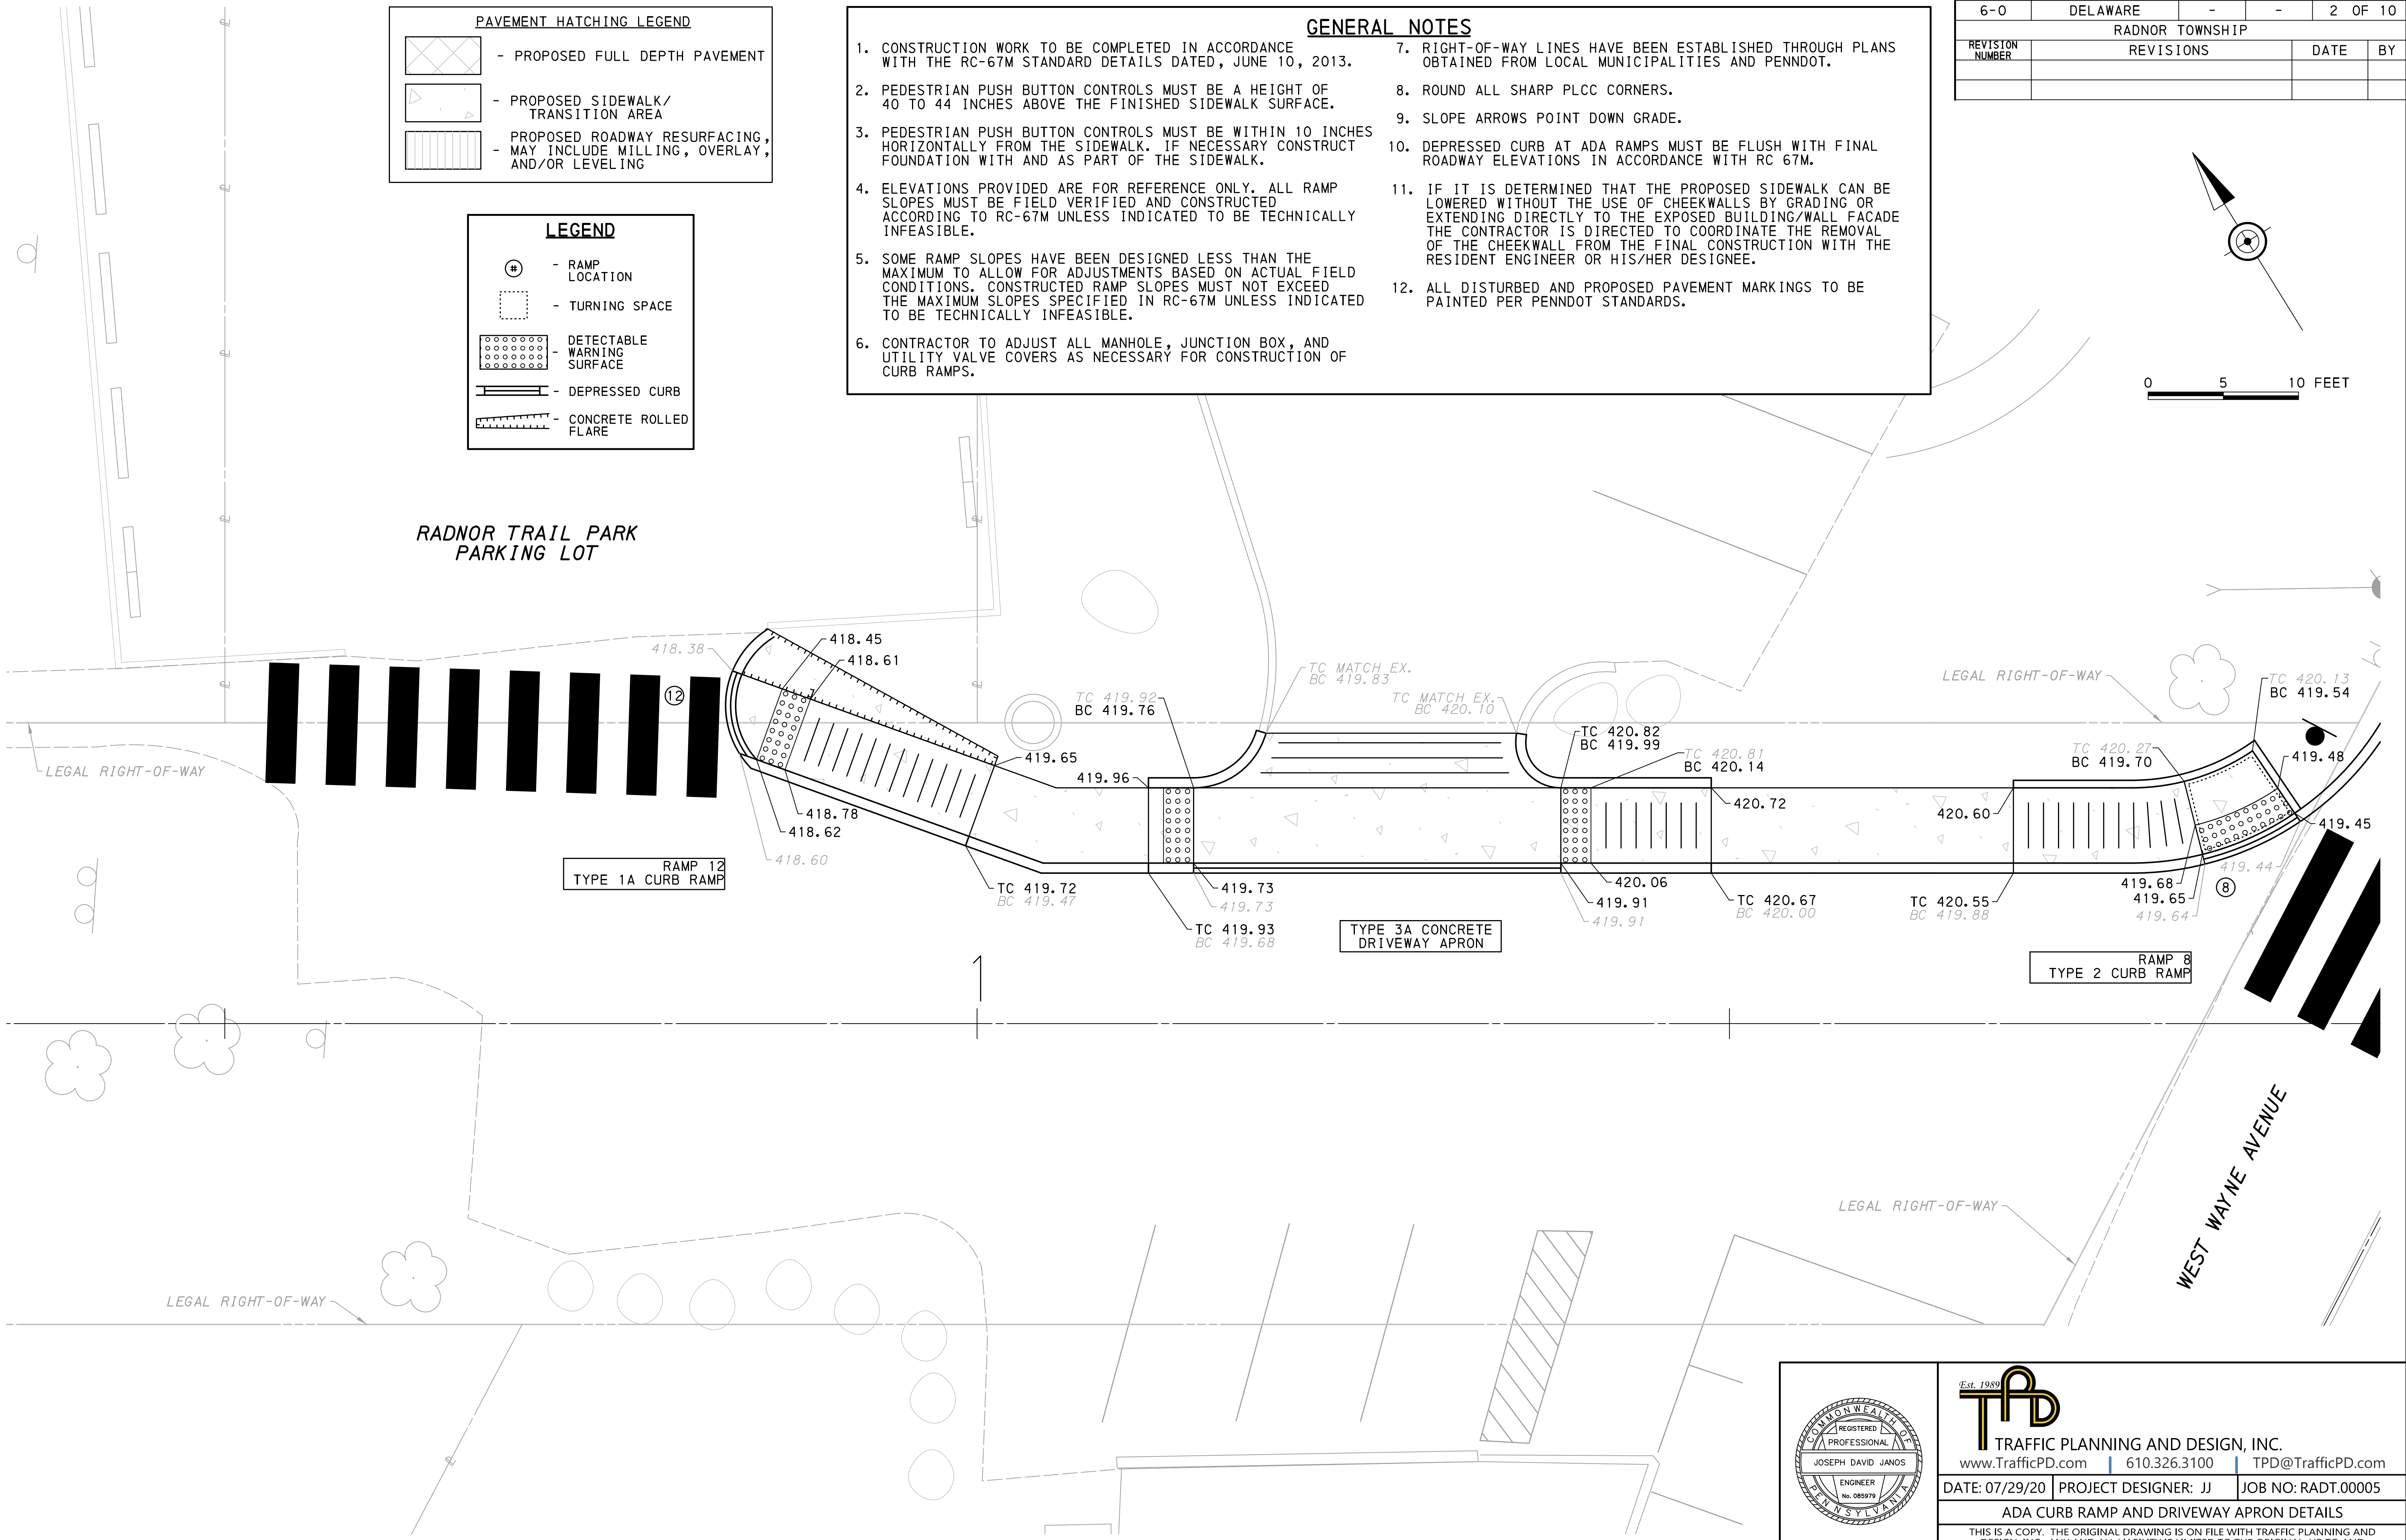 PAVEMENT HATCHING LEGEND
- PROPOSED FULL DEPTH PAVEMENT
- PROPOSED SIDEWALK/
TRANSITION AREA
PROPOSED ROADWAY RESURFACING,
- MAY INCLUDE MILLING, OVERLAY,
AND/OR LEVELING
LEGEND
# - RAMP
LOCATION
- TURNING SPACE
DETECTABLE
- WARNING
SURFACE
- DEPRESSED CURB
- CONCRETE ROLLED
FLARE
GENERAL NOTES
1. CONSTRUCTION WORK TO BE COMPLETED IN ACCORDANCE
WITH THE RC-67M STANDARD DETAILS DATED, JUNE 10, 2013.
2. PEDESTRIAN PUSH BUTTON CONTROLS MUST BE A HEIGHT OF
40 TO 44 INCHES ABOVE THE FINISHED SIDEWALK SURFACE.
3. PEDESTRIAN PUSH BUTTON CONTROLS MUST BE WITHIN 10 INCHES
HORIZONTALLY FROM THE SIDEWALK. IF NECESSARY CONSTRUCT
FOUNDATION WITH AND AS PART OF THE SIDEWALK.
4. ELEVATIONS PROVIDED ARE FOR REFERENCE ONLY. ALL RAMP
SLOPES MUST BE FIELD VERIFIED AND CONSTRUCTED
ACCORDING TO RC-67M UNLESS INDICATED TO BE TECHNICALLY
INFEASIBLE.
5. SOME RAMP SLOPES HAVE BEEN DESIGNED LESS THAN THE
MAXIMUM TO ALLOW FOR ADJUSTMENTS BASED ON ACTUAL FIELD
CONDITIONS. CONSTRUCTED RAMP SLOPES MUST NOT EXCEED
THE MAXIMUM SLOPES SPECIFIED IN RC-67M UNLESS INDICATED
TO BE TECHNICALLY INFEASIBLE.
6. CONTRACTOR TO ADJUST ALL MANHOLE, JUNCTION BOX, AND
UTILITY VALVE COVERS AS NECESSARY FOR CONSTRUCTION OF
CURB RAMPS.
7. RIGHT-OF-WAY LINES HAVE BEEN ESTABLISHED THROUGH PLANS
OBTAINED FROM LOCAL MUNICIPALITIES AND PENNDOT.
8. ROUND ALL SHARP PLCC CORNERS.
9. SLOPE ARROWS POINT DOWN GRADE.
10. DEPRESSED CURB AT ADA RAMPS MUST BE FLUSH WITH FINAL
ROADWAY ELEVATIONS IN ACCORDANCE WITH RC 67M.
11. IF IT IS DETERMINED THAT THE PROPOSED SIDEWALK CAN BE
LOWERED WITHOUT THE USE OF CHEEKWALLS BY GRADING OR
EXTENDING DIRECTLY TO THE EXPOSED BUILDING/WALL FACADE
THE CONTRACTOR IS DIRECTED TO COORDINATE THE REMOVAL
OF THE CHEEKWALL FROM THE FINAL CONSTRUCTION WITH THE
RESIDENT ENGINEER OR HIS/HER DESIGNEE.
12. ALL DISTURBED AND PROPOSED PAVEMENT MARKINGS TO BE
PAINTED PER PENNDOT STANDARDS.
6-0 DELAWARE - - 2 OF 10
RADNOR TOWNSHIP
REVISION NUMBER REVISIONS DATE BY
0 5 10 FEET
RADNOR TRAIL PARK
PARKING LOT
418.38
418.45
418.61
12
TC 419.92
BC 419.76
TC MATCH EX.
BC 419.83
TC MATCH EX.
BC 420.10
TC 420.82
BC 419.99
TC 420.81
BC 420.14
LEGAL RIGHT-OF-WAY
TC 420.13
BC 419.54
TC 420.27
BC 419.70
419.48
LEGAL RIGHT-OF-WAY
419.65
419.96
420.72
420.60
419.45
418.78
418.62
418.60
419.44
RAMP 12
TYPE 1A CURB RAMP
TC 419.72
BC 419.47
419.73
419.73
TC 419.93
BC 419.68
TYPE 3A CONCRETE
DRIVEWAY APRON
420.06
419.91
419.91
TC 420.67
BC 420.00
TC 420.55
BC 419.88
419.68
419.65
419.64
8
RAMP 8
TYPE 2 CURB RAMP
1
WEST WAYNE AVENUE
LEGAL RIGHT-OF-WAY
LEGAL RIGHT-OF-WAY
COMMONWEALTH OF
REGISTERED
PROFESSIONAL
JOSEPH DAVID JANOS
ENGINEER
No. 085979
PENNSYLVANIA
Est. 1989
TPD
TRAFFIC PLANNING AND DESIGN, INC.
www.TrafficPD.com | 610.326.3100 | TPD@TrafficPD.com
DATE: 07/29/20 PROJECT DESIGNER: JJ JOB NO: RADT.00005
ADA CURB RAMP AND DRIVEWAY APRON DETAILS
THIS IS A COPY. THE ORIGINAL DRAWING IS ON FILE WITH TRAFFIC PLANNING AND